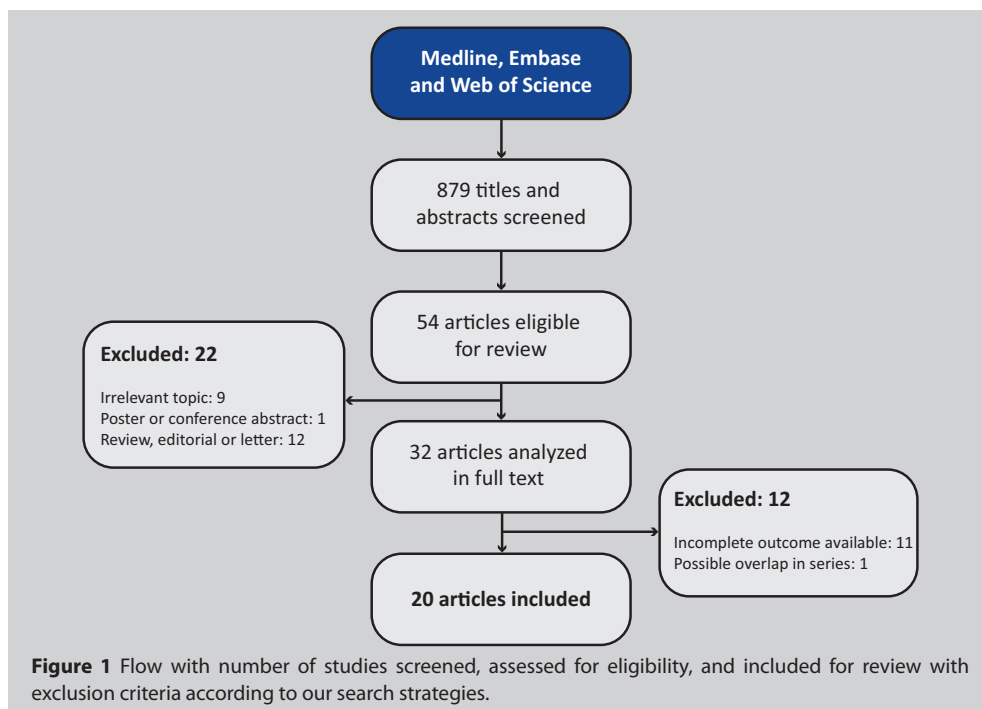 Medline, Embase
and Web of Science
879 titles and
abstracts screened
54 articles eligible
for review
Excluded: 22
Irrelevant topic: 9
Poster or conference abstract: 1
Review, editorial or letter: 12
32 articles analyzed
in full text
Excluded: 12
Incomplete outcome available: 11
Possible overlap in series: 1
20 articles included
Figure 1 Flow with number of studies screened, assessed for eligibility, and included for review with
exclusion criteria according to our search strategies.